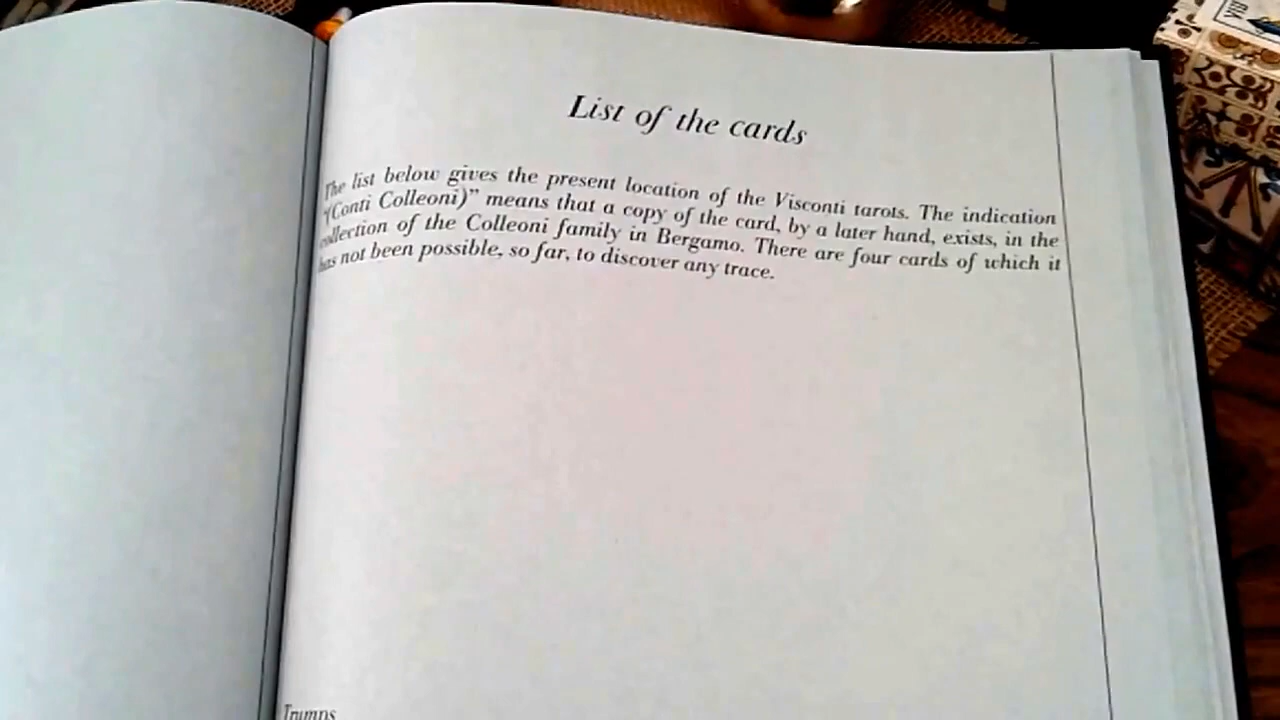 List of the cards
The list below gives the present location of the Visconti tarots. The indication
"(Conti Colleoni)" means that a copy of the card, by a later hand, exists, in the
collection of the Colleoni family in Bergamo. There are four cards of which it
has not been possible, so far, to discover any trace.
Trumps
VIII